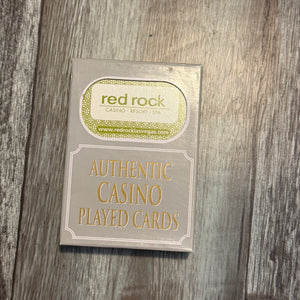 red rock
CASINO · RESORT · SPA
www.redrocklasvegas.com
AUTHENTIC
CASINO
PLAYED CARDS